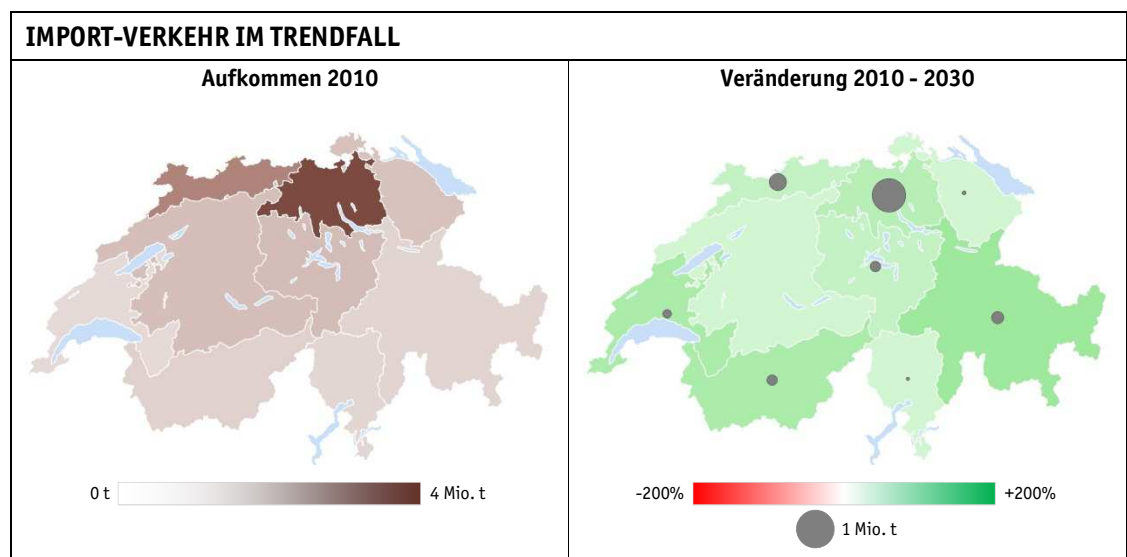 IMPORT-VERKEHR IM TRENDFALL
Aufkommen 2010
Veränderung 2010 - 2030
0 t
4 Mio. t
-200%
+200%
1 Mio. t